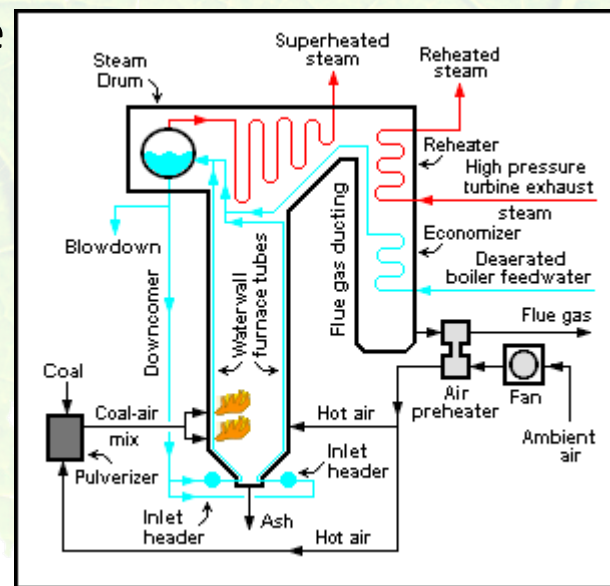 e
Superheated
steam
Reheated
steam
Steam
Drum
Reheater
High pressure
turbine exhaust
steam
Economizer
Deaerated
boiler feedwater
Blowdown
Downcomer
Waterwall
furnace tubes
Flue gas ducting
Flue gas
Coal
Coal-air
mix
Hot air
Air
preheater
Fan
Ambient
air
Pulverizer
Inlet
header
Inlet
header
Ash
Hot air